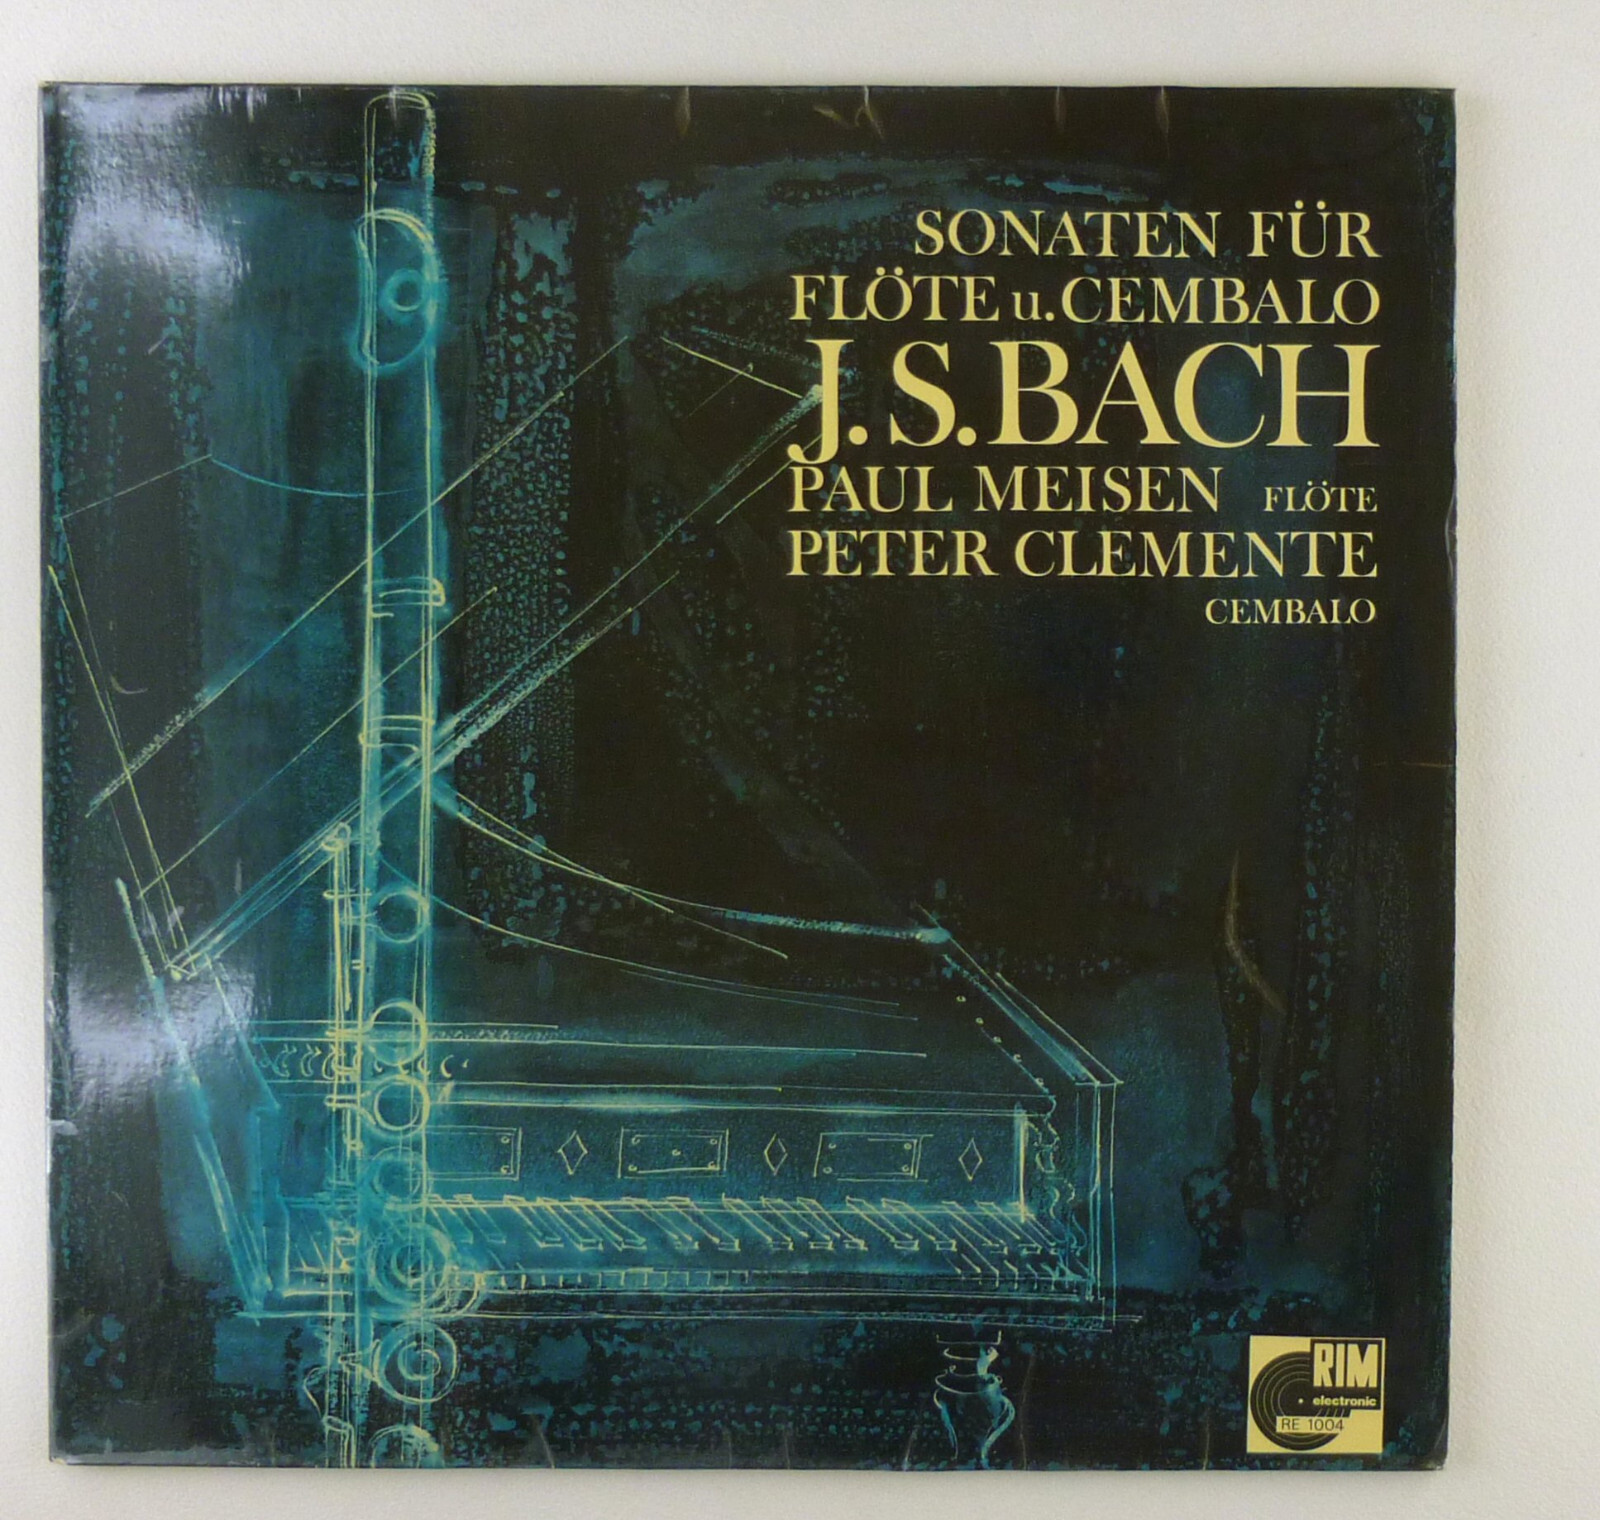 SONATEN FÜR
FLÖTE u. CEMBALO
J. S. BACH
PAUL MEISEN FLÖTE
PETER CLEMENTE
CEMBALO
RIM
electronic
RE 1004